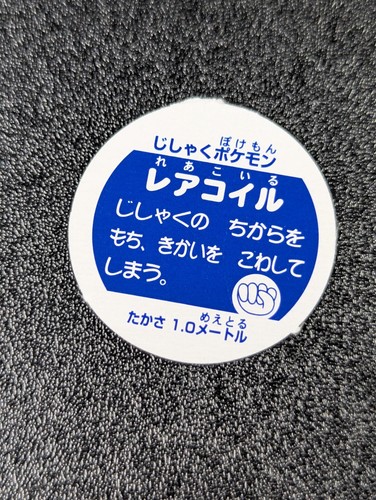 ぽけもん
じしゃくポケモン
れあこいる
レアコイル
じしゃくの　ちからを
もち、きかいを　こわして
しまう。
めえとる
たかさ 1.0メートル